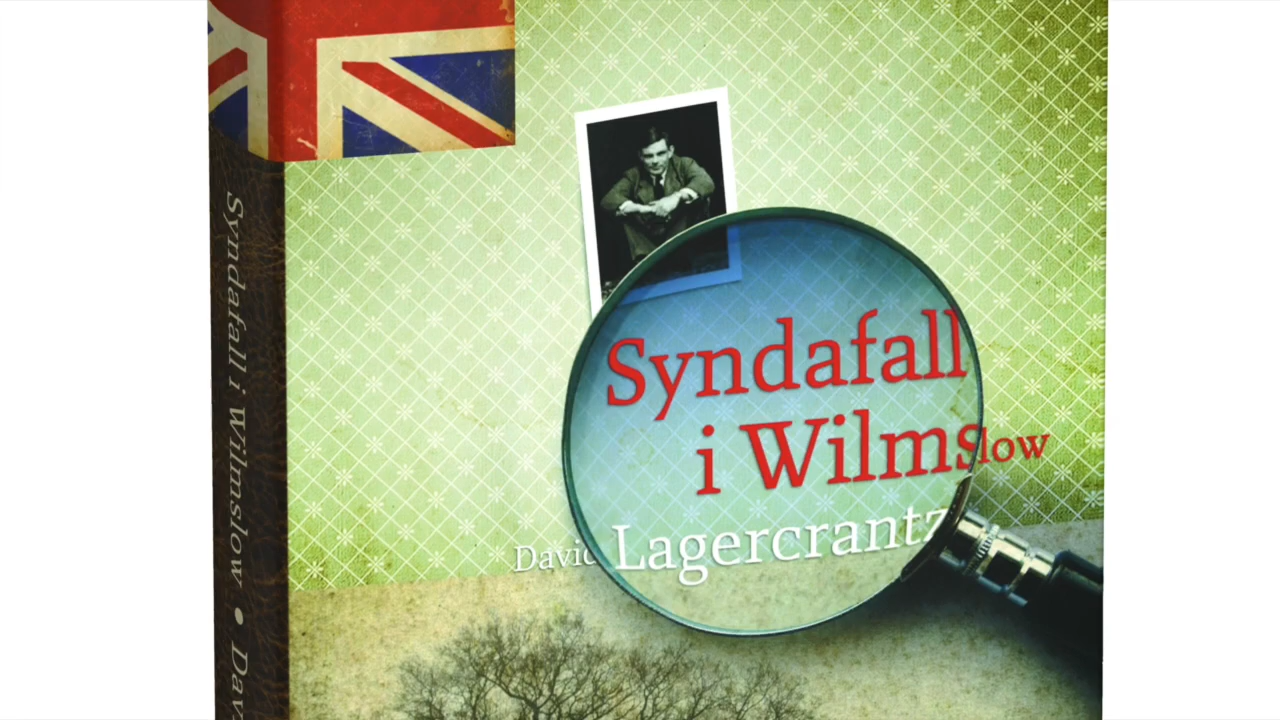 Syndafall
i Wilmslow
David Lagercrantz
Syndafall i Wilmslow • Dav